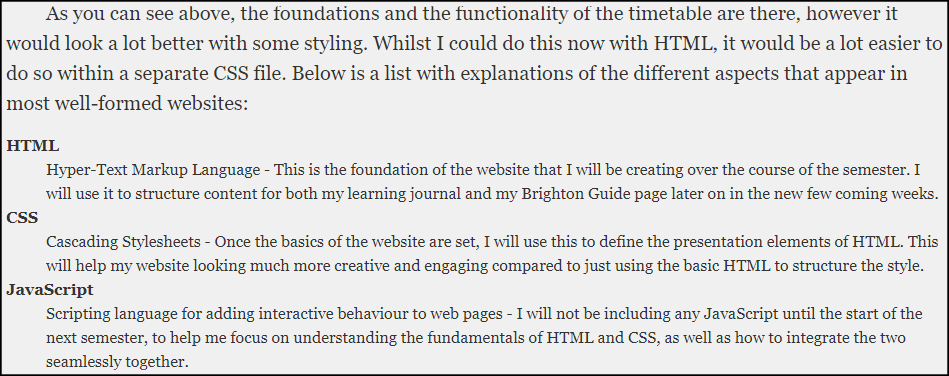 As you can see above, the foundations and the functionality of the timetable are there, however it
would look a lot better with some styling. Whilst I could do this now with HTML, it would be a lot easier to
do so within a separate CSS file. Below is a list with explanations of the different aspects that appear in
most well-formed websites:
HTML
Hyper-Text Markup Language - This is the foundation of the website that I will be creating over the course of the semester. I
will use it to structure content for both my learning journal and my Brighton Guide page later on in the new few coming weeks.
CSS
Cascading Stylesheets - Once the basics of the website are set, I will use this to define the presentation elements of HTML. This
will help my website looking much more creative and engaging compared to just using the basic HTML to structure the style.
JavaScript
Scripting language for adding interactive behaviour to web pages - I will not be including any JavaScript until the start of the
next semester, to help me focus on understanding the fundamentals of HTML and CSS, as well as how to integrate the two
seamlessly together.